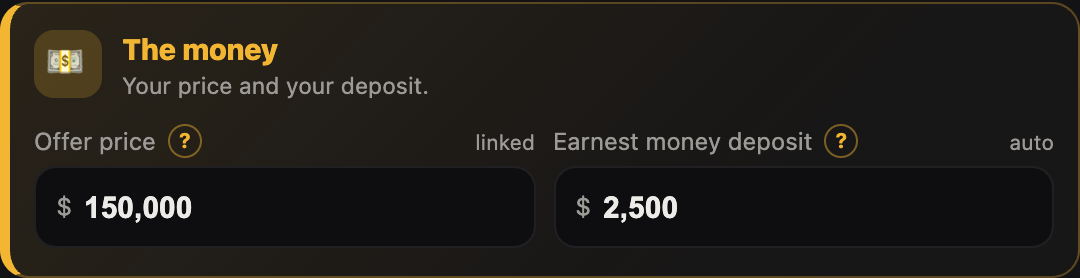 The money
Your price and your deposit.
Offer price ? linked
Earnest money deposit ? auto
$ 150,000
$ 2,500